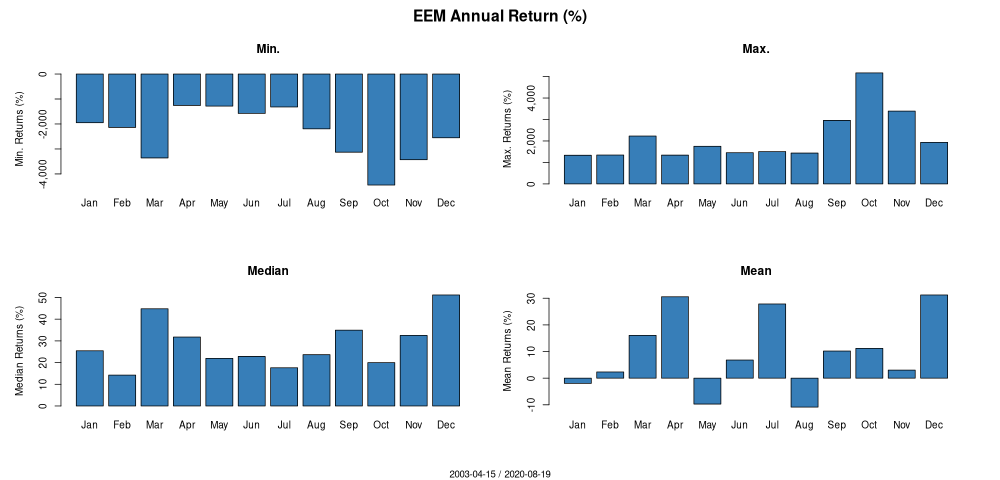 EEM Annual Return (%)
Min.
Min. Returns (%)
0
-2,000
-4,000
Jan Feb Mar Apr May Jun Jul Aug Sep Oct Nov Dec
Max.
Max. Returns (%)
4,000
2,000
0
Jan Feb Mar Apr May Jun Jul Aug Sep Oct Nov Dec
Median
Median Returns (%)
50
40
30
20
10
0
Jan Feb Mar Apr May Jun Jul Aug Sep Oct Nov Dec
Mean
Mean Returns (%)
30
20
10
0
-10
Jan Feb Mar Apr May Jun Jul Aug Sep Oct Nov Dec
2003-04-15 / 2020-08-19